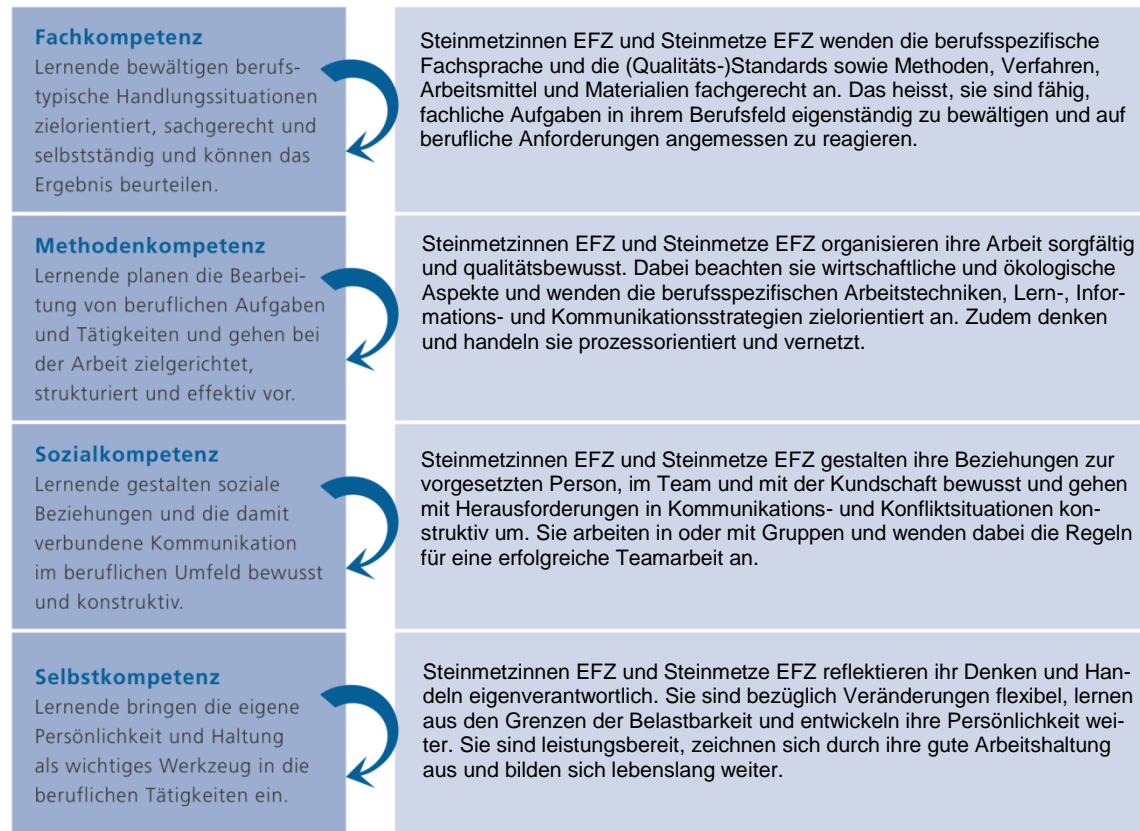 Fachkompetenz
Lernende bewältigen berufs-
typische Handlungssituationen
zielorientiert, sachgerecht und
selbstständig und können das
Ergebnis beurteilen.
Steinmetzinnen EFZ und Steinmetze EFZ wenden die berufsspezifische
Fachsprache und die (Qualitäts-)Standards sowie Methoden, Verfahren,
Arbeitsmittel und Materialien fachgerecht an. Das heisst, sie sind fähig,
fachliche Aufgaben in ihrem Berufsfeld eigenständig zu bewältigen und auf
berufliche Anforderungen angemessen zu reagieren.
Methodenkompetenz
Lernende planen die Bearbei-
tung von beruflichen Aufgaben
und Tätigkeiten und gehen bei
der Arbeit zielgerichtet,
strukturiert und effektiv vor.
Steinmetzinnen EFZ und Steinmetze EFZ organisieren ihre Arbeit sorgfältig
und qualitätsbewusst. Dabei beachten sie wirtschaftliche und ökologische
Aspekte und wenden die berufsspezifischen Arbeitstechniken, Lern-, Infor-
mations- und Kommunikationsstrategien zielorientiert an. Zudem denken
und handeln sie prozessorientiert und vernetzt.
Sozialkompetenz
Lernende gestalten soziale
Beziehungen und die damit
verbundene Kommunikation
im beruflichen Umfeld bewusst
und konstruktiv.
Steinmetzinnen EFZ und Steinmetze EFZ gestalten ihre Beziehungen zur
vorgesetzten Person, im Team und mit der Kundschaft bewusst und gehen
mit Herausforderungen in Kommunikations- und Konfliktsituationen kon-
struktiv um. Sie arbeiten in oder mit Gruppen und wenden dabei die Regeln
für eine erfolgreiche Teamarbeit an.
Selbstkompetenz
Lernende bringen die eigene
Persönlichkeit und Haltung
als wichtiges Werkzeug in die
beruflichen Tätigkeiten ein.
Steinmetzinnen EFZ und Steinmetze EFZ reflektieren ihr Denken und Han-
deln eigenverantwortlich. Sie sind bezüglich Veränderungen flexibel, lernen
aus den Grenzen der Belastbarkeit und entwickeln ihre Persönlichkeit wei-
ter. Sie sind leistungsbereit, zeichnen sich durch ihre gute Arbeitshaltung
aus und bilden sich lebenslang weiter.